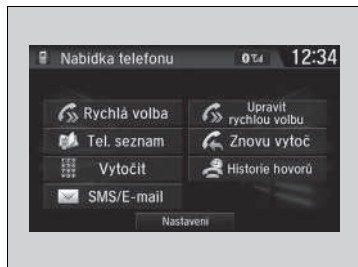 Nabídka telefonu
12:34
Rychlá volba
Upravit
rychlou volbu
Tel. seznam
Znovu vytoč
Vytočit
Historie hovorů
SMS/E-mail
Nastavení